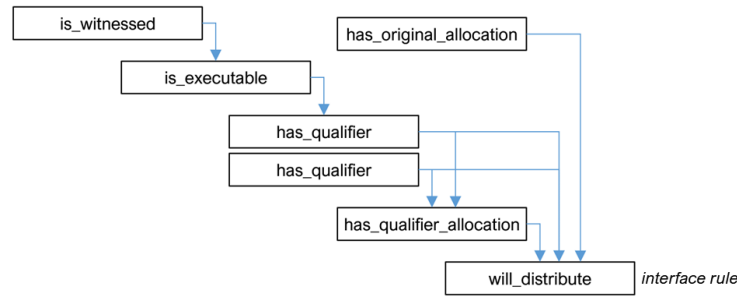 is_witnessed
has_original_allocation
is_executable
has_qualifier
has_qualifier
has_qualifier_allocation
will_distribute
interface rule